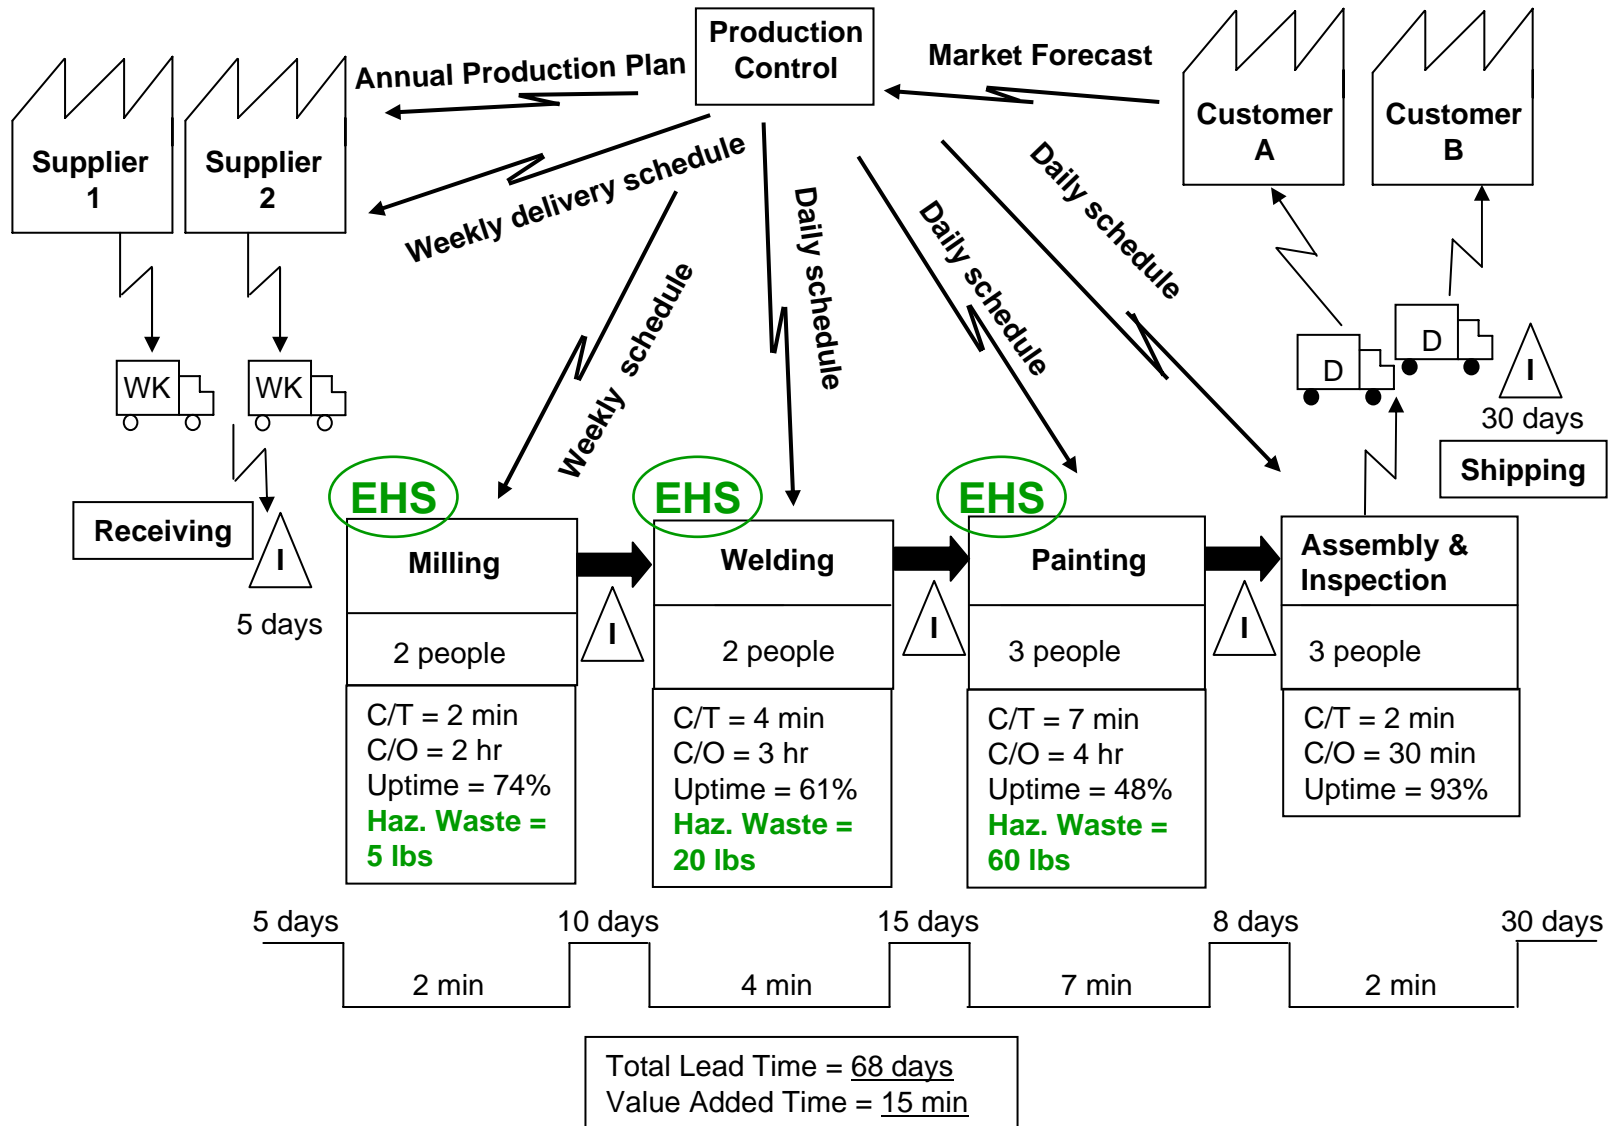 Production
Control
Annual Production Plan
Market Forecast
Supplier
1
Supplier
2
Customer
A
Customer
B
Weekly delivery schedule
Weekly schedule
Daily schedule
Daily schedule
Daily schedule
WK
WK
D
D
I
30 days
Shipping
Receiving
I
5 days
EHS
EHS
EHS
Milling
Welding
Painting
Assembly &
Inspection
I
I
I
2 people
2 people
3 people
3 people
C/T = 2 min
C/O = 2 hr
Uptime = 74%
Haz. Waste =
5 lbs
C/T = 4 min
C/O = 3 hr
Uptime = 61%
Haz. Waste =
20 lbs
C/T = 7 min
C/O = 4 hr
Uptime = 48%
Haz. Waste =
60 lbs
C/T = 2 min
C/O = 30 min
Uptime = 93%
5 days
10 days
15 days
8 days
30 days
2 min
4 min
7 min
2 min
Total Lead Time = 68 days
Value Added Time = 15 min